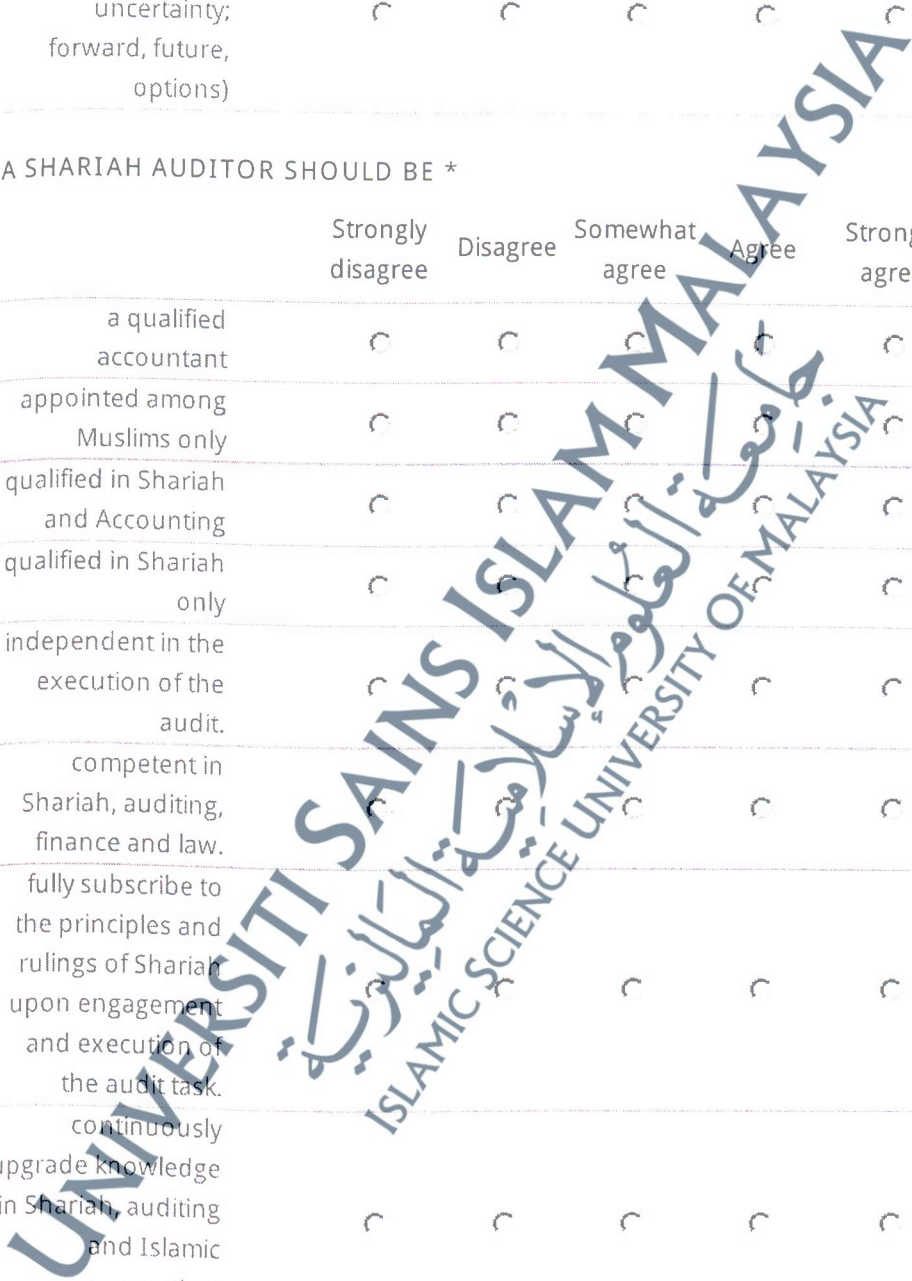 uncertainty;
forward, future,
options)
A SHARIAH AUDITOR SHOULD BE *
Strongly disagree Disagree Somewhat agree Agree Strong agre
a qualified
accountant
appointed among
Muslims only
qualified in Shariah
and Accounting
qualified in Shariah
only
independent in the
execution of the
audit.
competent in
Shariah, auditing,
finance and law.
fully subscribe to
the principles and
rulings of Shariah
upon engagement
and execution of
the audit task.
continuously
upgrade knowledge
in Shariah, auditing
and Islamic
UNIVERSITI SAINS ISLAM MALAYSIA
جامعة العلوم الإسلامية الماليزية
ISLAMIC SCIENCE UNIVERSITY OF MALAYSIA